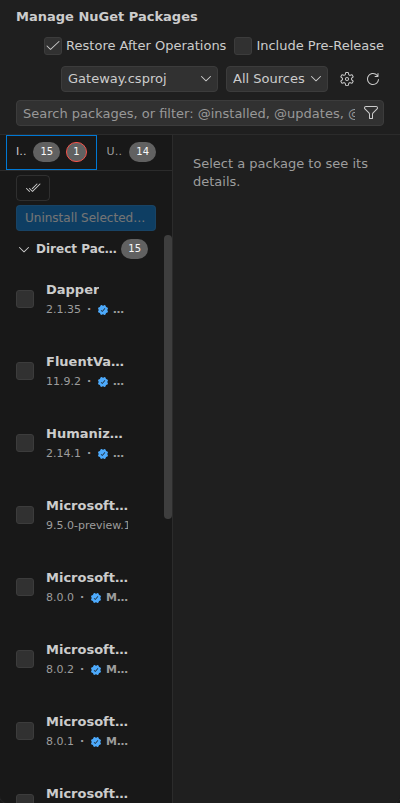 Manage NuGet Packages
Restore After Operations
Include Pre-Release
Gateway.csproj
All Sources
Search packages, or filter: @installed, @updates, @
I.. 15 1 U.. 14
Select a package to see its
details.
Uninstall Selected...
Direct Pac... 15
Dapper
2.1.35 · ...
FluentVa...
11.9.2 · ...
Humaniz...
2.14.1 · ...
Microsoft...
9.5.0-preview.1
Microsoft...
8.0.0 · M...
Microsoft...
8.0.2 · M...
Microsoft...
8.0.1 · M...
Microsoft...